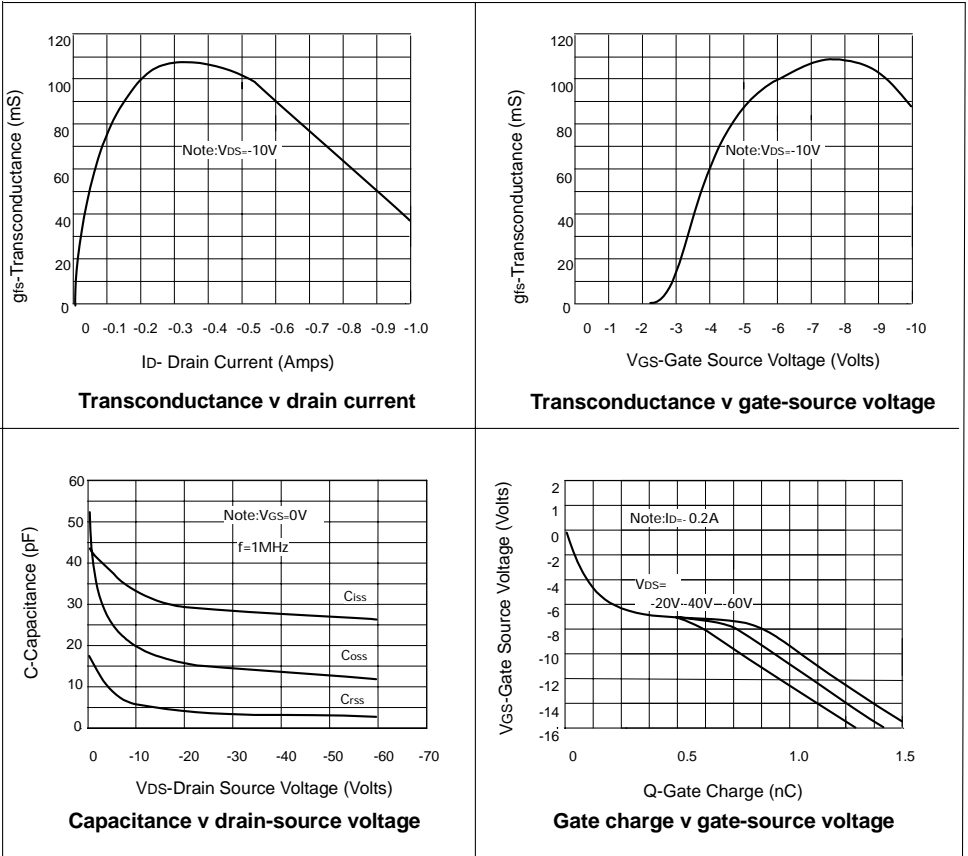 120
100
80
60
40
20
0
gfs-Transconductance (mS)
Note:VDS=-10V
0 -0.1 -0.2 -0.3 -0.4 -0.5 -0.6 -0.7 -0.8 -0.9 -1.0
ID- Drain Current (Amps)
Transconductance v drain current
120
100
80
60
40
20
0
gfs-Transconductance (mS)
Note:VDS=-10V
0 -1 -2 -3 -4 -5 -6 -7 -8 -9 -10
VGS-Gate Source Voltage (Volts)
Transconductance v gate-source voltage
60
50
40
30
20
10
0
C-Capacitance (pF)
Note:VGS=0V
f=1MHz
Ciss
Coss
Crss
0 -10 -20 -30 -40 -50 -60 -70
VDS-Drain Source Voltage (Volts)
Capacitance v drain-source voltage
2
1
0
-2
-4
-6
-8
-10
-12
-14
-16
VGS-Gate Source Voltage (Volts)
Note:ID=- 0.2A
VDS=
-20V -40V -60V
0 0.5 1.0 1.5
Q-Gate Charge (nC)
Gate charge v gate-source voltage